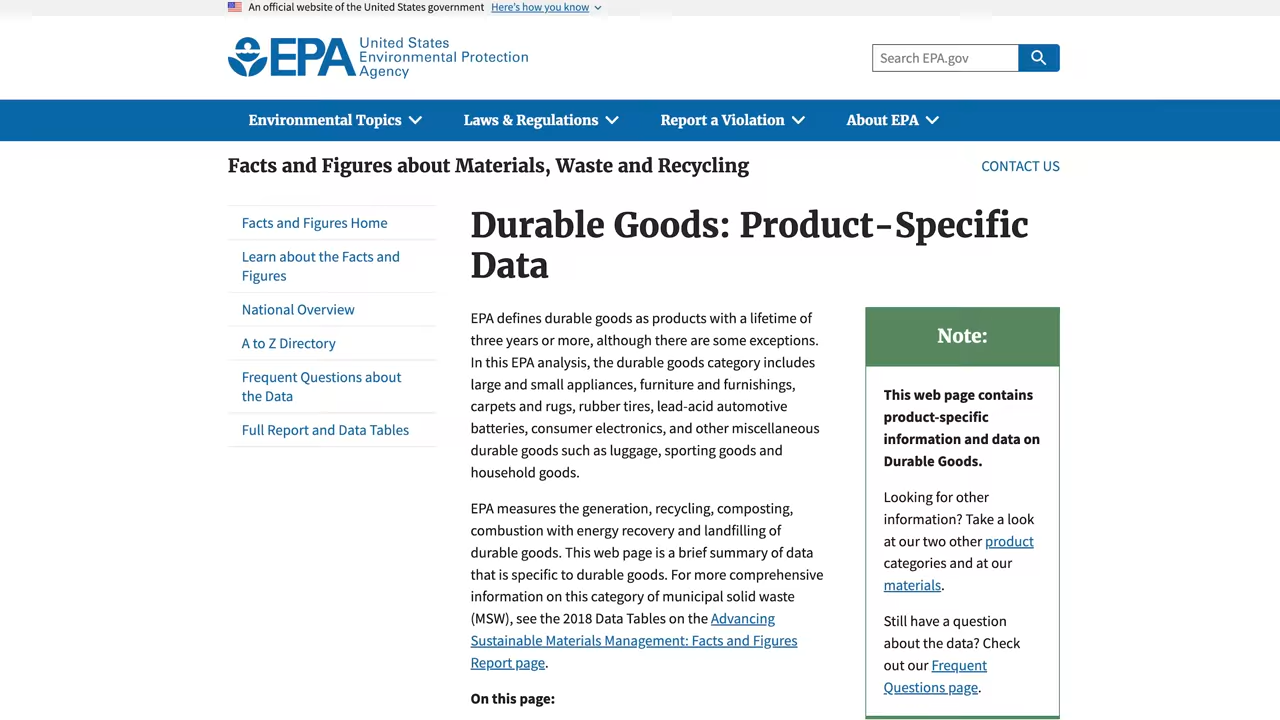 An official website of the United States government Here's how you know
EPA United States
Environmental Protection
Agency
Search EPA.gov
Environmental Topics
Laws & Regulations
Report a Violation
About EPA
Facts and Figures about Materials, Waste and Recycling
CONTACT US
Facts and Figures Home
Learn about the Facts and
Figures
National Overview
A to Z Directory
Frequent Questions about
the Data
Full Report and Data Tables
Durable Goods: Product-Specific
Data
EPA defines durable goods as products with a lifetime of
three years or more, although there are some exceptions.
In this EPA analysis, the durable goods category includes
large and small appliances, furniture and furnishings,
carpets and rugs, rubber tires, lead-acid automotive
batteries, consumer electronics, and other miscellaneous
durable goods such as luggage, sporting goods and
household goods.
EPA measures the generation, recycling, composting,
combustion with energy recovery and landfilling of
durable goods. This web page is a brief summary of data
that is specific to durable goods. For more comprehensive
information on this category of municipal solid waste
(MSW), see the 2018 Data Tables on the Advancing
Sustainable Materials Management: Facts and Figures
Report page.
On this page:
Note:
This web page contains
product-specific
information and data on
Durable Goods.
Looking for other
information? Take a look
at our two other product
categories and at our
materials.
Still have a question
about the data? Check
out our Frequent
Questions page.